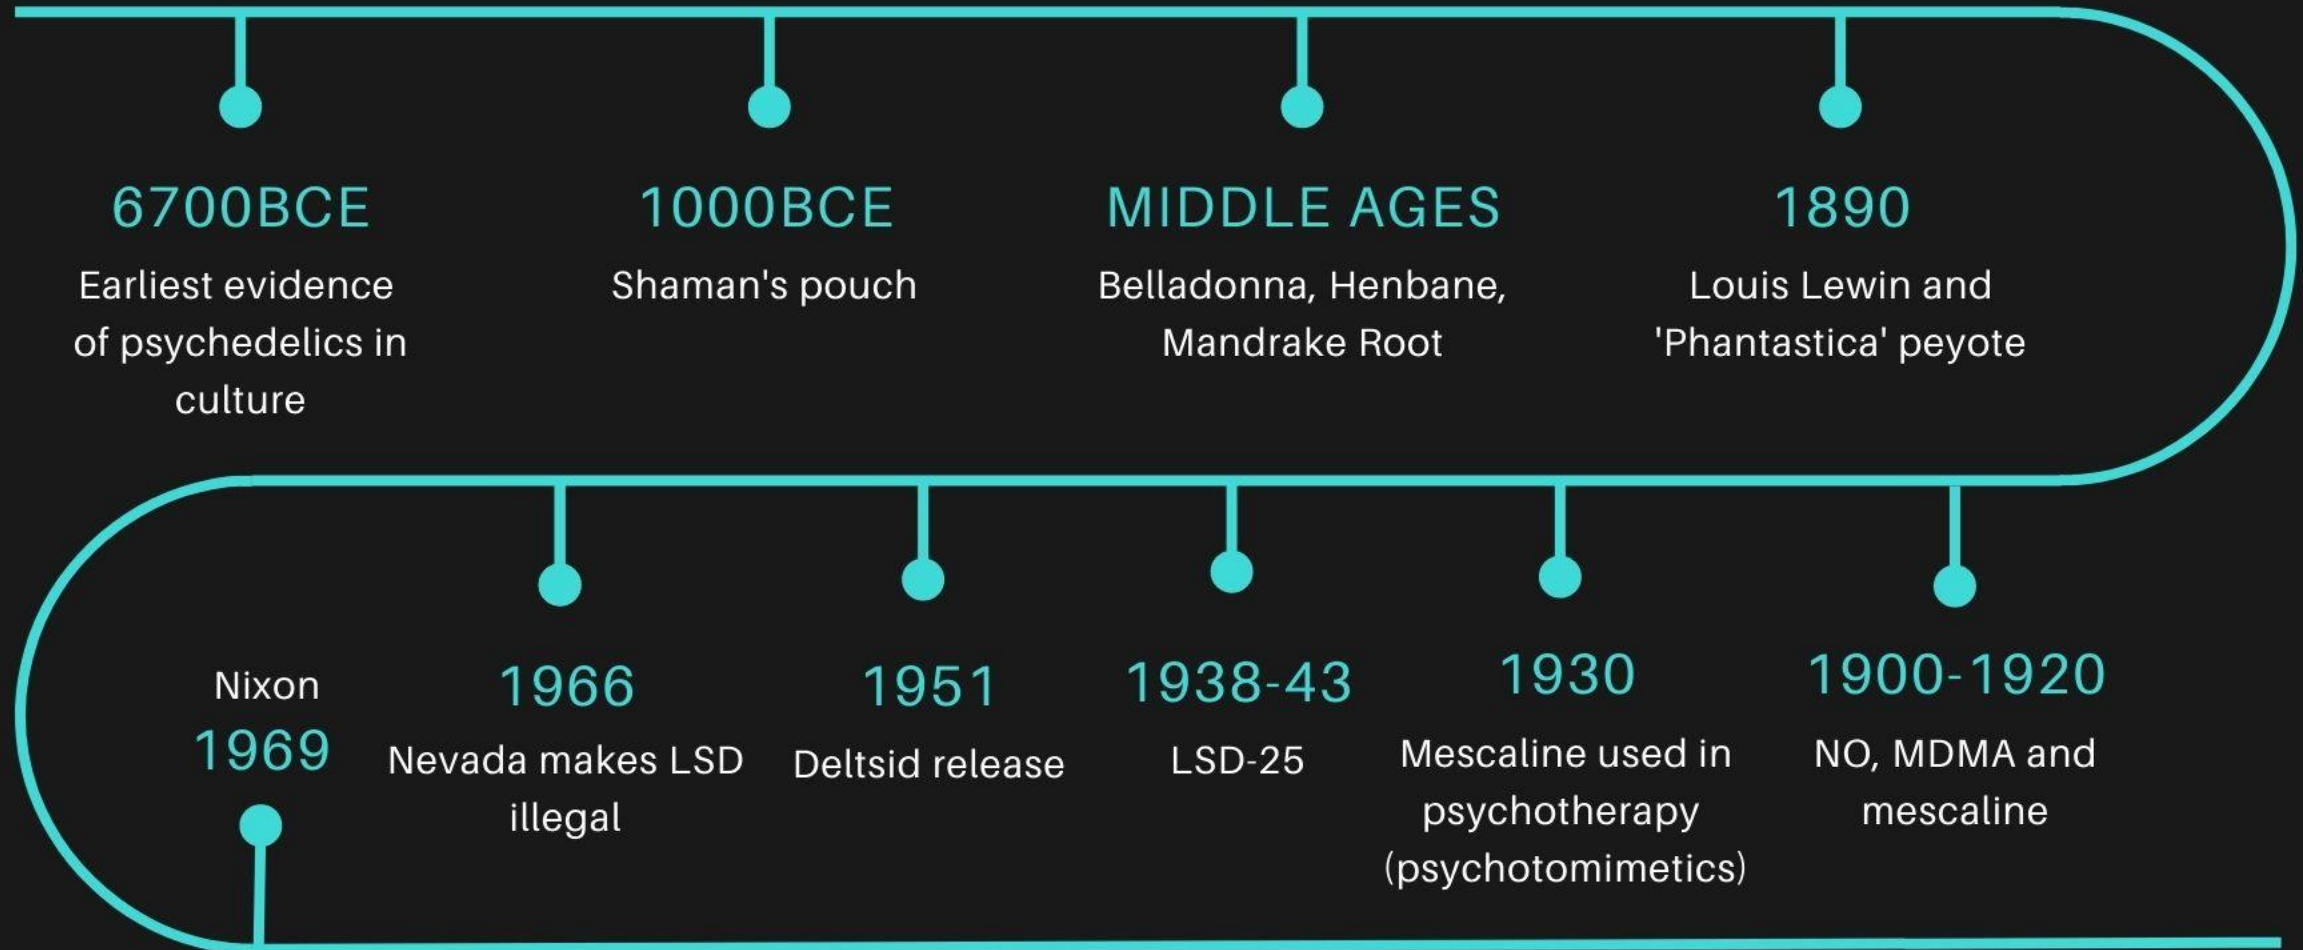 6700BCE
Earliest evidence
of psychedelics in
culture
1000BCE
Shaman's pouch
MIDDLE AGES
Belladonna, Henbane,
Mandrake Root
1890
Louis Lewin and
'Phantastica' peyote
Nixon
1969
1966
Nevada makes LSD
illegal
1951
Deltsid release
1938-43
LSD-25
1930
Mescaline used in
psychotherapy
(psychotomimetics)
1900-1920
NO, MDMA and
mescaline